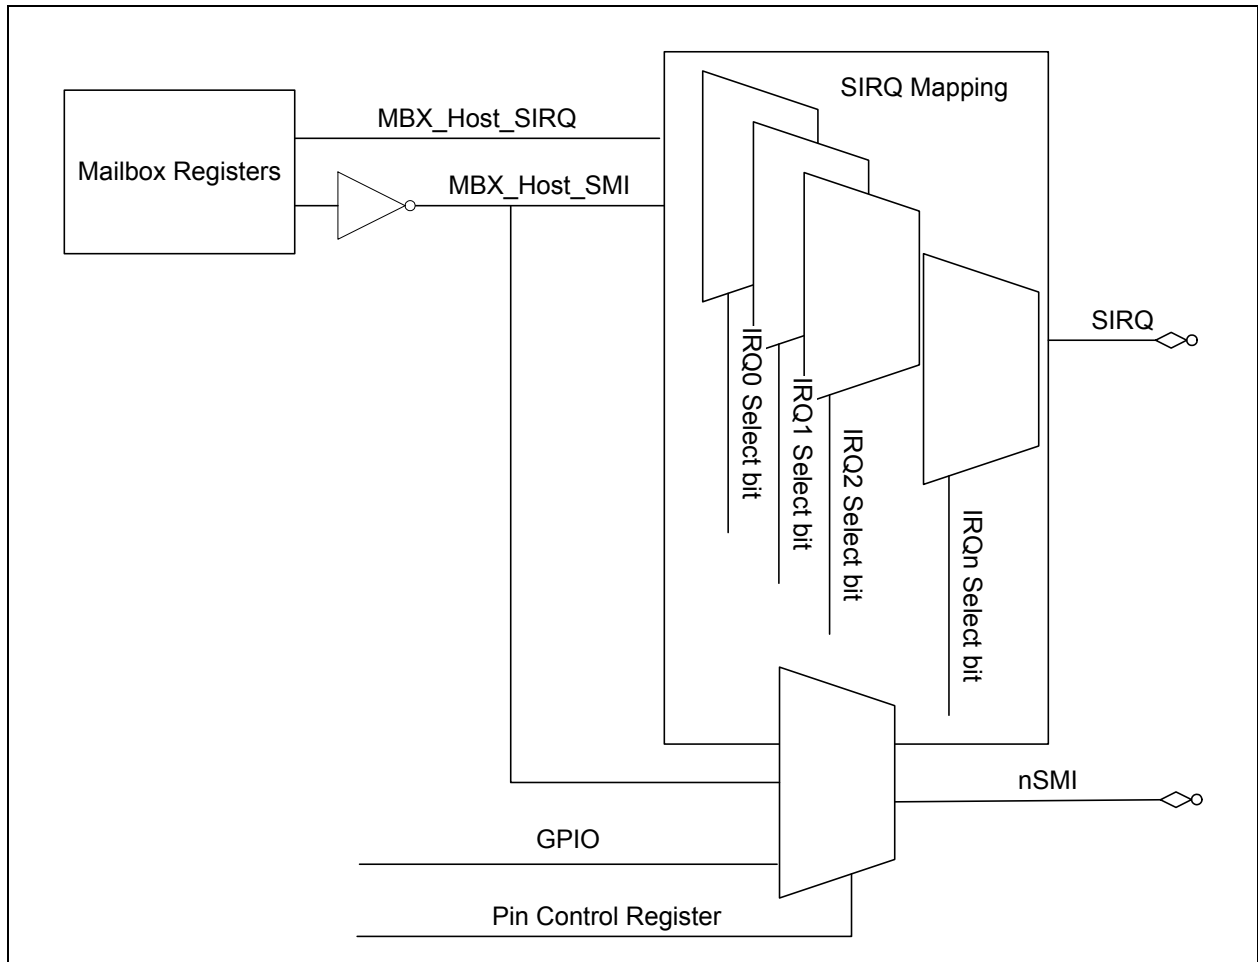 SIRQ Mapping
MBX_Host_SIRQ
Mailbox Registers
MBX_Host_SMI
SIRQ
IRQ0 Select bit
IRQ1 Select bit
IRQ2 Select bit
IRQn Select bit
nSMI
GPIO
Pin Control Register